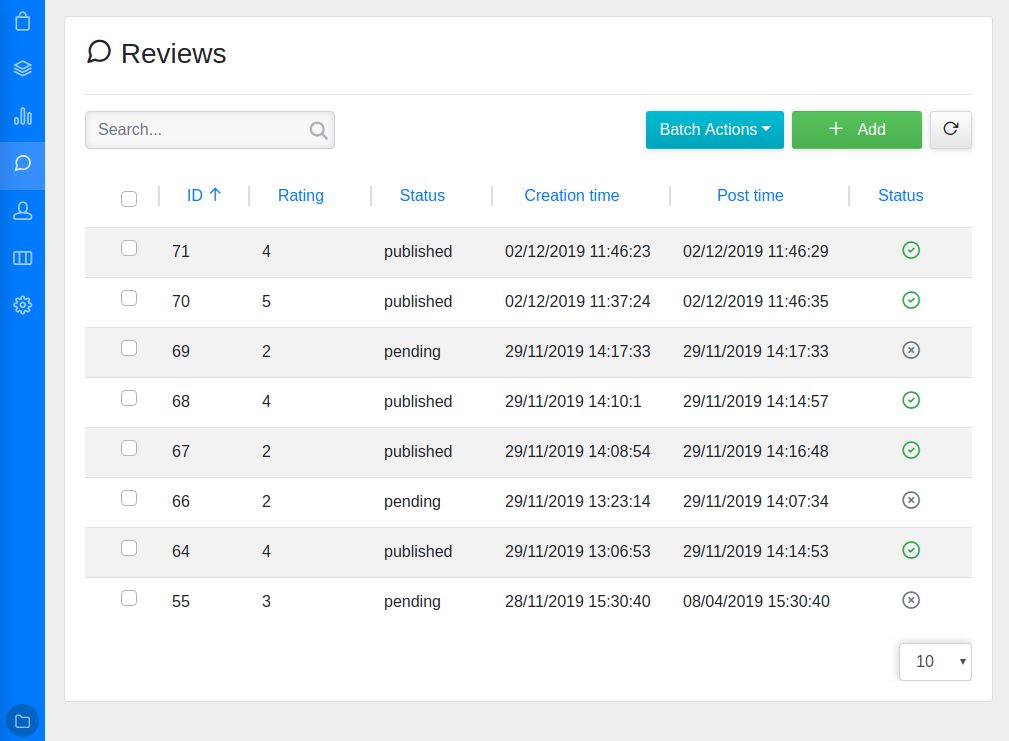 Reviews
Search... Batch Actions Add
ID Rating Status Creation time Post time Status
71 4 published 02/12/2019 11:46:23 02/12/2019 11:46:29
70 5 published 02/12/2019 11:37:24 02/12/2019 11:46:35
69 2 pending 29/11/2019 14:17:33 29/11/2019 14:17:33
68 4 published 29/11/2019 14:10:1 29/11/2019 14:14:57
67 2 published 29/11/2019 14:08:54 29/11/2019 14:16:48
66 2 pending 29/11/2019 13:23:14 29/11/2019 14:07:34
64 4 published 29/11/2019 13:06:53 29/11/2019 14:14:53
55 3 pending 28/11/2019 15:30:40 08/04/2019 15:30:40
10